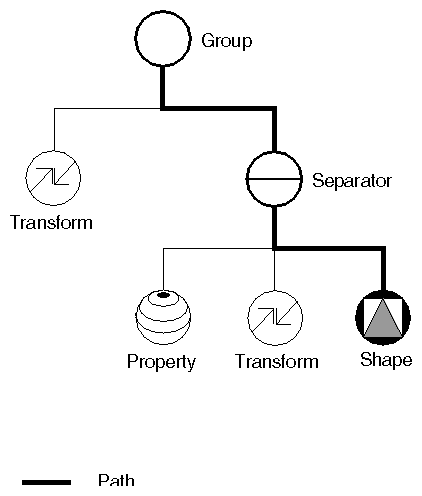 Group
Transform
Separator
Property
Transform
Shape
Path